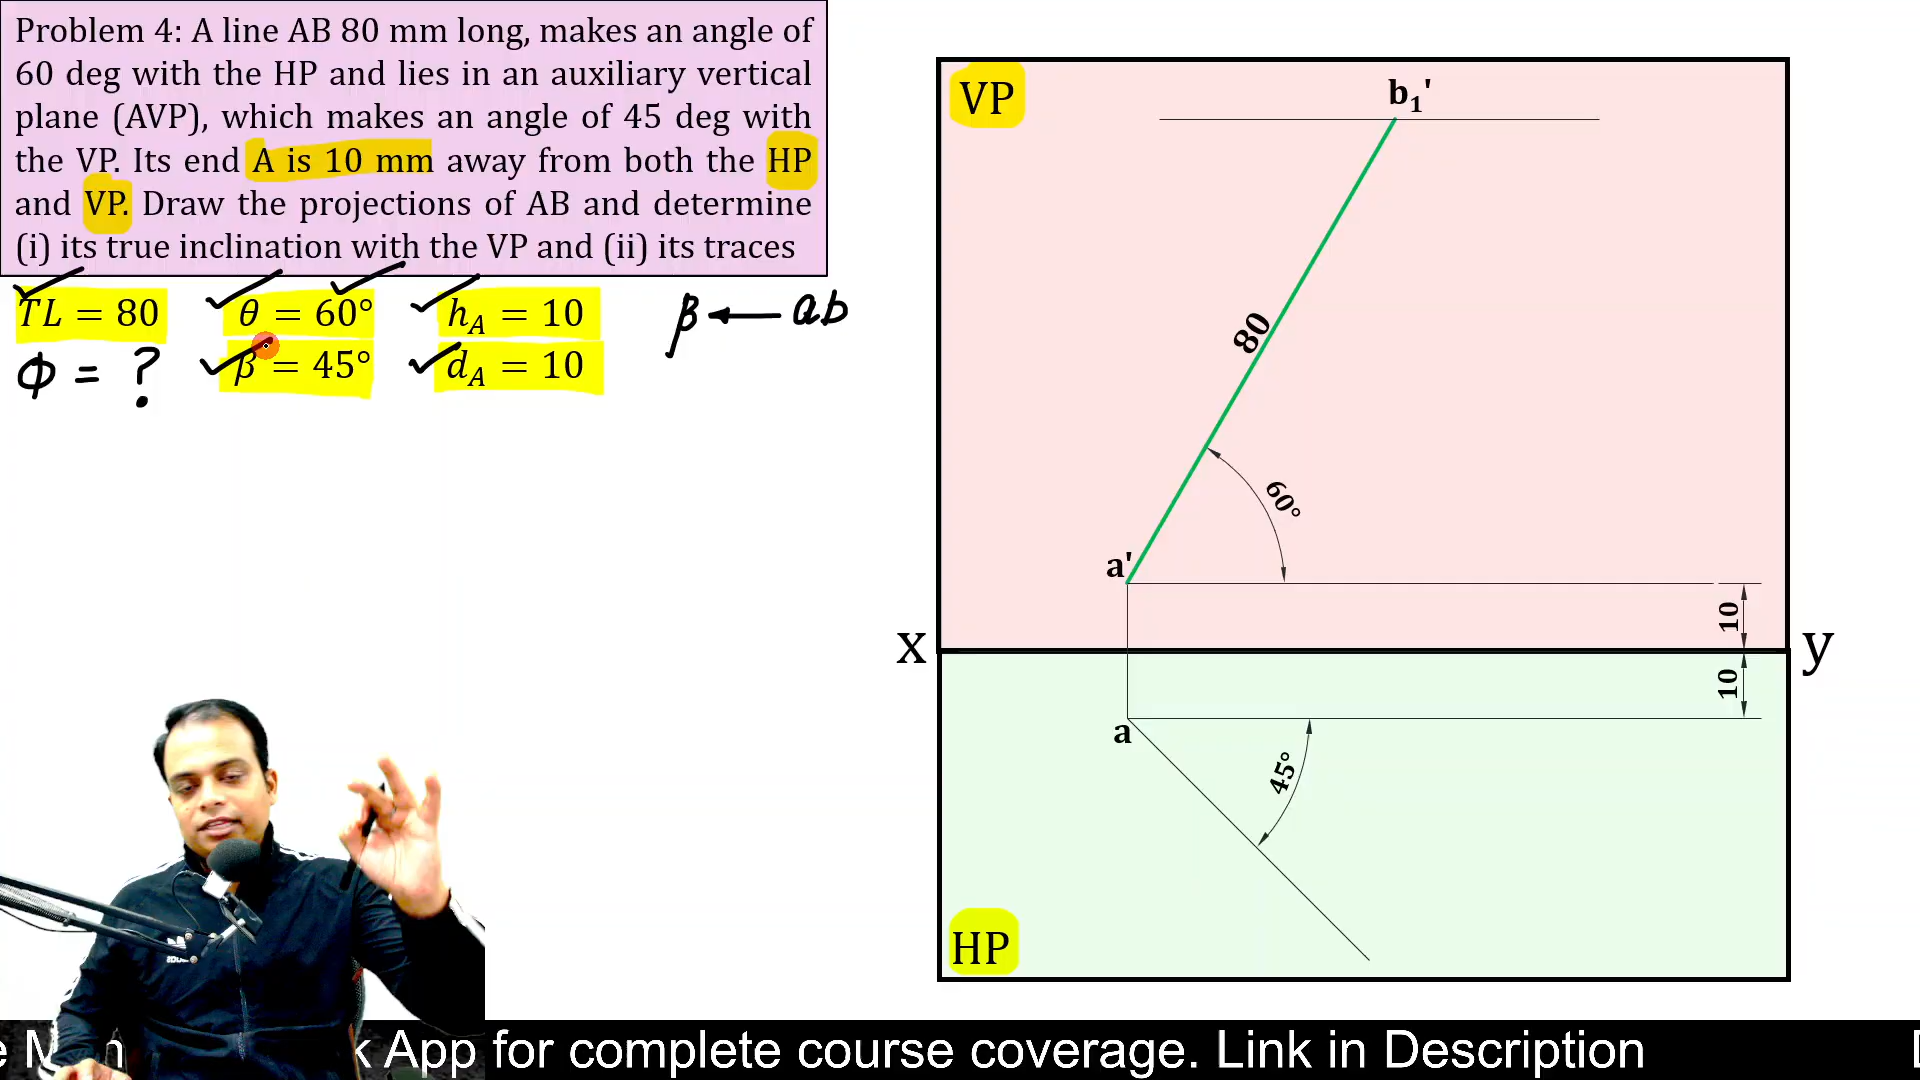 Problem 4: A line AB 80 mm long, makes an angle of
60 deg with the HP and lies in an auxiliary vertical
plane (AVP), which makes an angle of 45 deg with
the VP. Its end A is 10 mm away from both the HP
and VP. Draw the projections of AB and determine
(i) its true inclination with the VP and (ii) its traces
TL = 80 θ = 60° h_A = 10
Φ = ? β = 45° d_A = 10
β ← ab
VP
b₁'
80
60°
a'
10
x y
10
a
45°
HP
App for complete course coverage. Link in Description